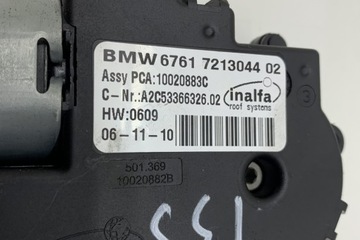 BMW 6761 7213044 02
Assy PCA:10020883C
C-Nr.:A2C53366326.02
inalfa
roof systems
HW:0609
06-11-10
501.369
10020882B